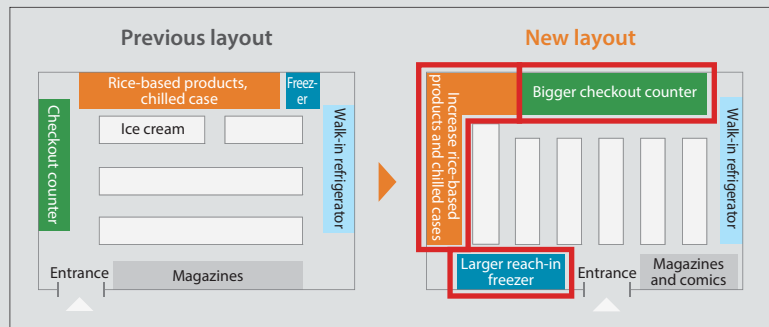 Previous layout
Rice-based products,
chilled case
Freez-
er
Checkout counter
Ice cream
Walk-in refrigerator
Entrance
Magazines
New layout
Increase rice-based
products and chilled cases
Bigger checkout counter
Walk-in refrigerator
Larger reach-in
freezer
Entrance
Magazines
and comics